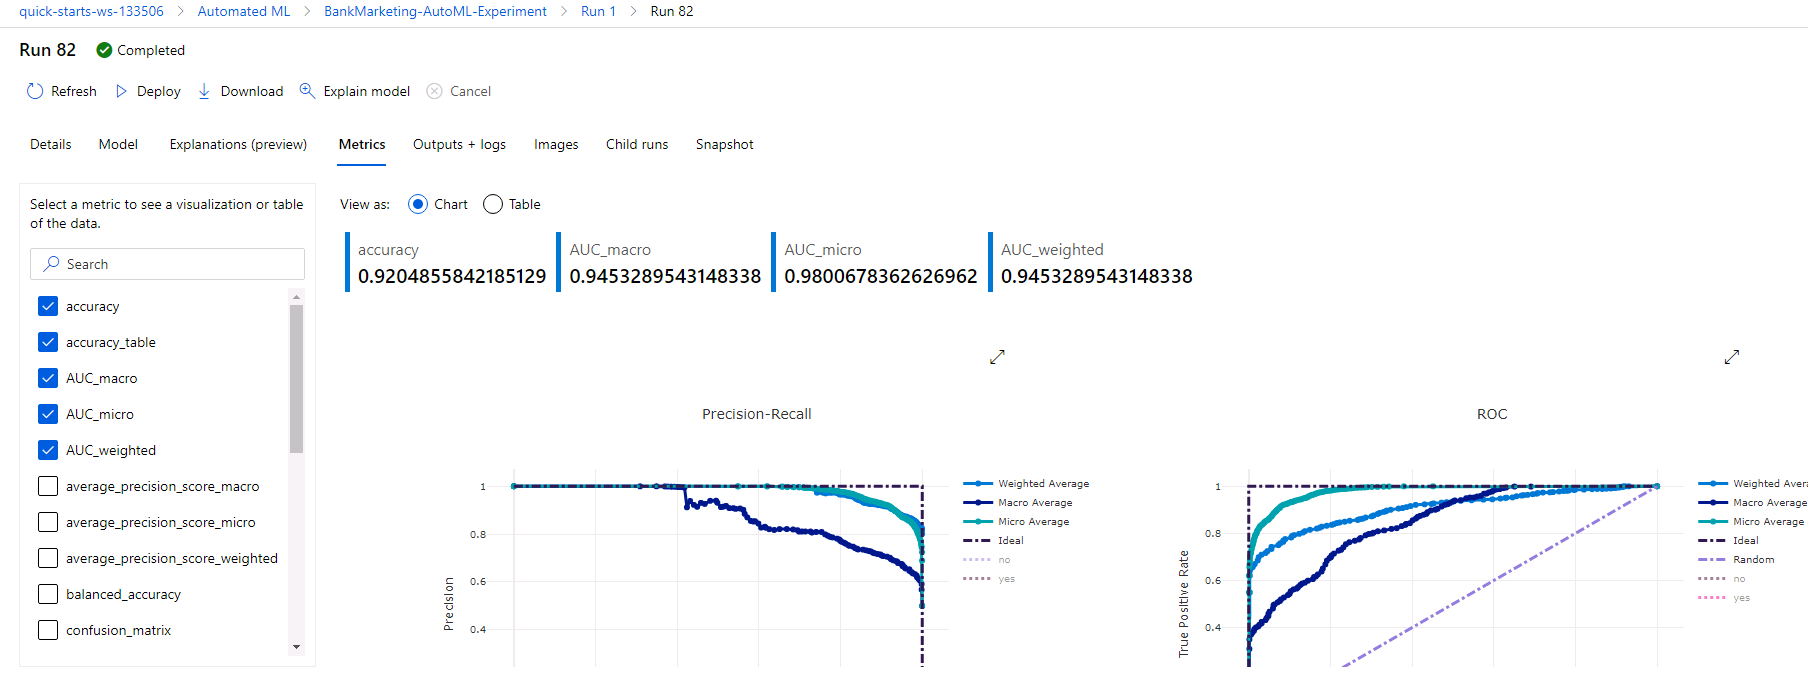 quick-starts-ws-133506 > Automated ML > BankMarketing-AutoML-Experiment > Run 1 > Run 82
Run 82 Completed
Refresh Deploy Download Explain model Cancel
Details Model Explanations (preview) Metrics Outputs + logs Images Child runs Snapshot
Select a metric to see a visualization or table
of the data.
Search
accuracy
accuracy_table
AUC_macro
AUC_micro
AUC_weighted
average_precision_score_macro
average_precision_score_micro
average_precision_score_weighted
balanced_accuracy
confusion_matrix
View as: Chart Table
accuracy
0.9204855842185129
AUC_macro
0.9453289543148338
AUC_micro
0.9800678362626962
AUC_weighted
0.9453289543148338
Precision-Recall
1
0.8
0.6
0.4
Precision
Weighted Average
Macro Average
Micro Average
Ideal
no
yes
ROC
1
0.8
0.6
0.4
True Positive Rate
Weighted Avera
Macro Average
Micro Average
Ideal
Random
no
yes